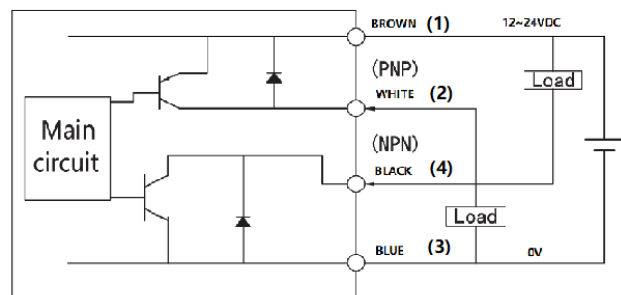 BROWN (1) 12~24VDC
(PNP)
Load
WHITE (2)
Main
circuit
(NPN)
BLACK (4)
Load
BLUE (3) 0V